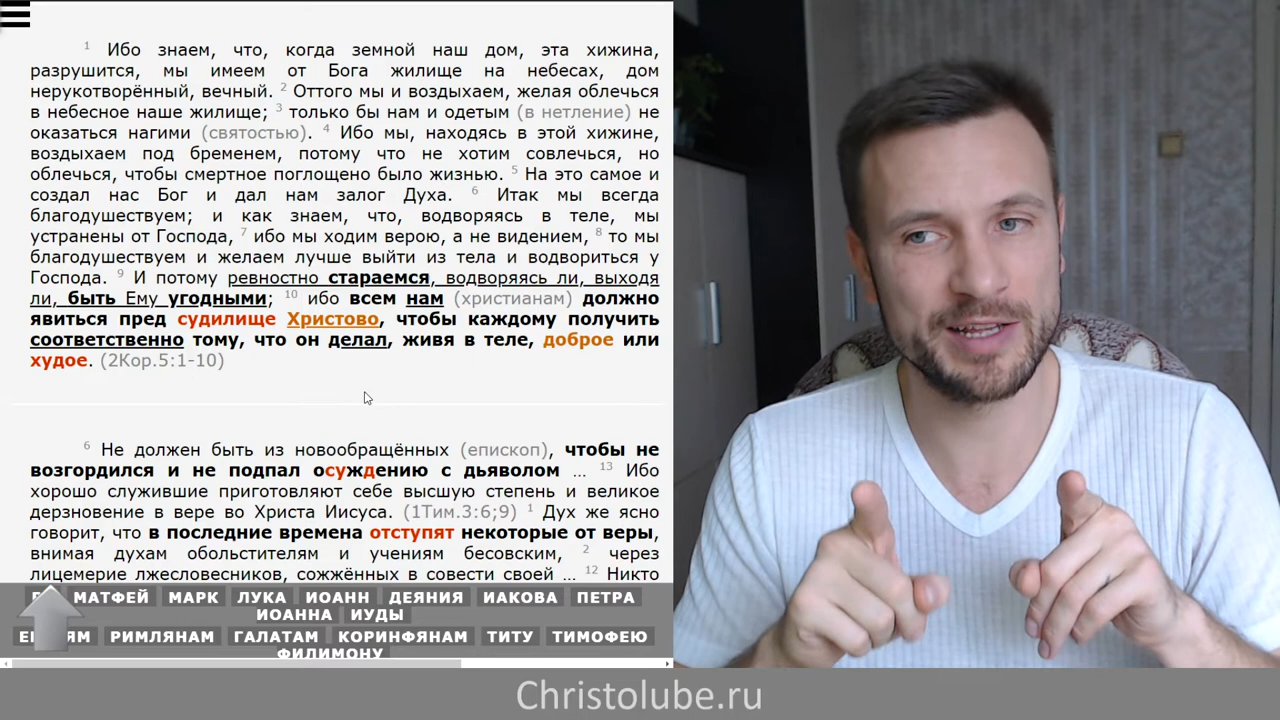 1 Ибо знаем, что, когда земной наш дом, эта хижина,
разрушится, мы имеем от Бога жилище на небесах, дом
нерукотворённый, вечный. 2 Оттого мы и воздыхаем, желая облечься
в небесное наше жилище; 3 только бы нам и одетым (в нетление) не
оказаться нагими (святостью). 4 Ибо мы, находясь в этой хижине,
воздыхаем под бременем, потому что не хотим совлечься, но
облечься, чтобы смертное поглощено было жизнью. 5 На это самое и
создал нас Бог и дал нам залог Духа. 6 Итак мы всегда
благодушествуем; и как знаем, что, водворяясь в теле, мы
устранены от Господа, 7 ибо мы ходим верою, а не видением, 8 то мы
благодушествуем и желаем лучше выйти из тела и водвориться у
Господа. 9 И потому ревностно стараемся, водворяясь ли, выходя
ли, быть Ему угодными; 10 ибо всем нам (христианам) должно
явиться пред судилище Христово, чтобы каждому получить
соответственно тому, что он делал, живя в теле, доброе или
худое. (2Кор.5:1-10)
6 Не должен быть из новообращённых (епископ), чтобы не
возгордился и не подпал осуждению с дьяволом ... 13 Ибо
хорошо служившие приготовляют себе высшую степень и великое
дерзновение в вере во Христа Иисуса. (1Тим.3:6;9) 1 Дух же ясно
говорит, что в последние времена отступят некоторые от веры,
внимая духам обольстителям и учениям бесовским, 2 через
лицемерие лжесловесников, сожжённых в совести своей ... 12 Никто
МАТФЕЙ МАРК ЛУКА ИОАНН ДЕЯНИЯ ИАКОВА ПЕТРА
ИОАННА ИУДЫ
РИМЛЯНАМ ГАЛАТАМ КОРИНФЯНАМ ТИТУ ТИМОФЕЮ
ФИЛИМОНУ
Christolube.ru